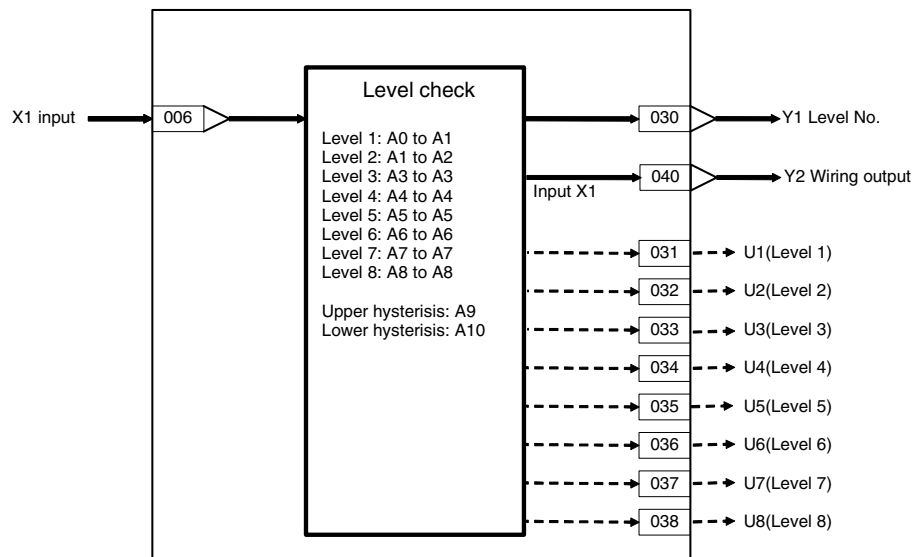 Level check
X1 input
006
030
Y1 Level No.
Level 1: A0 to A1
Level 2: A1 to A2
Level 3: A3 to A3
Level 4: A4 to A4
Level 5: A5 to A5
Level 6: A6 to A6
Level 7: A7 to A7
Level 8: A8 to A8
Upper hysterisis: A9
Lower hysterisis: A10
Input X1
040
Y2 Wiring output
031
U1(Level 1)
032
U2(Level 2)
033
U3(Level 3)
034
U4(Level 4)
035
U5(Level 5)
036
U6(Level 6)
037
U7(Level 7)
038
U8(Level 8)